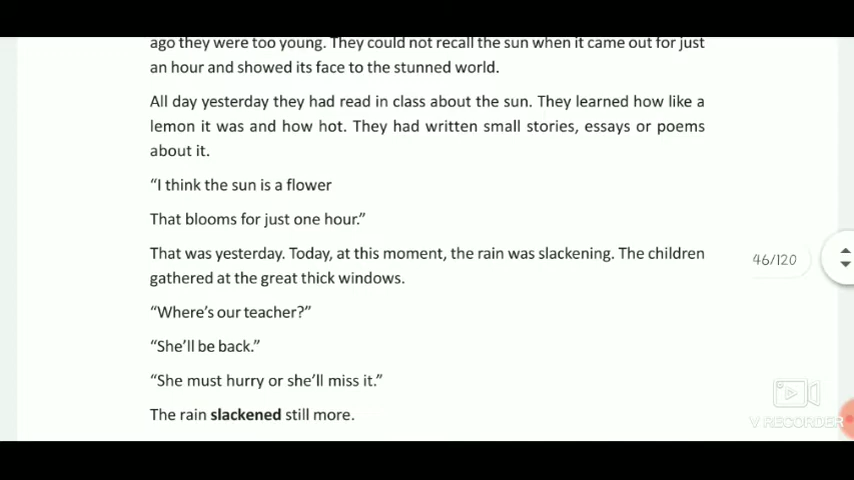 ago they were too young. They could not recall the sun when it came out for just
an hour and showed its face to the stunned world.
All day yesterday they had read in class about the sun. They learned how like a
lemon it was and how hot. They had written small stories, essays or poems
about it.
“I think the sun is a flower
That blooms for just one hour.”
That was yesterday. Today, at this moment, the rain was slackening. The children
gathered at the great thick windows.
46/120
“Where’s our teacher?”
“She’ll be back.”
“She must hurry or she’ll miss it.”
The rain slackened still more.
V RECORDER